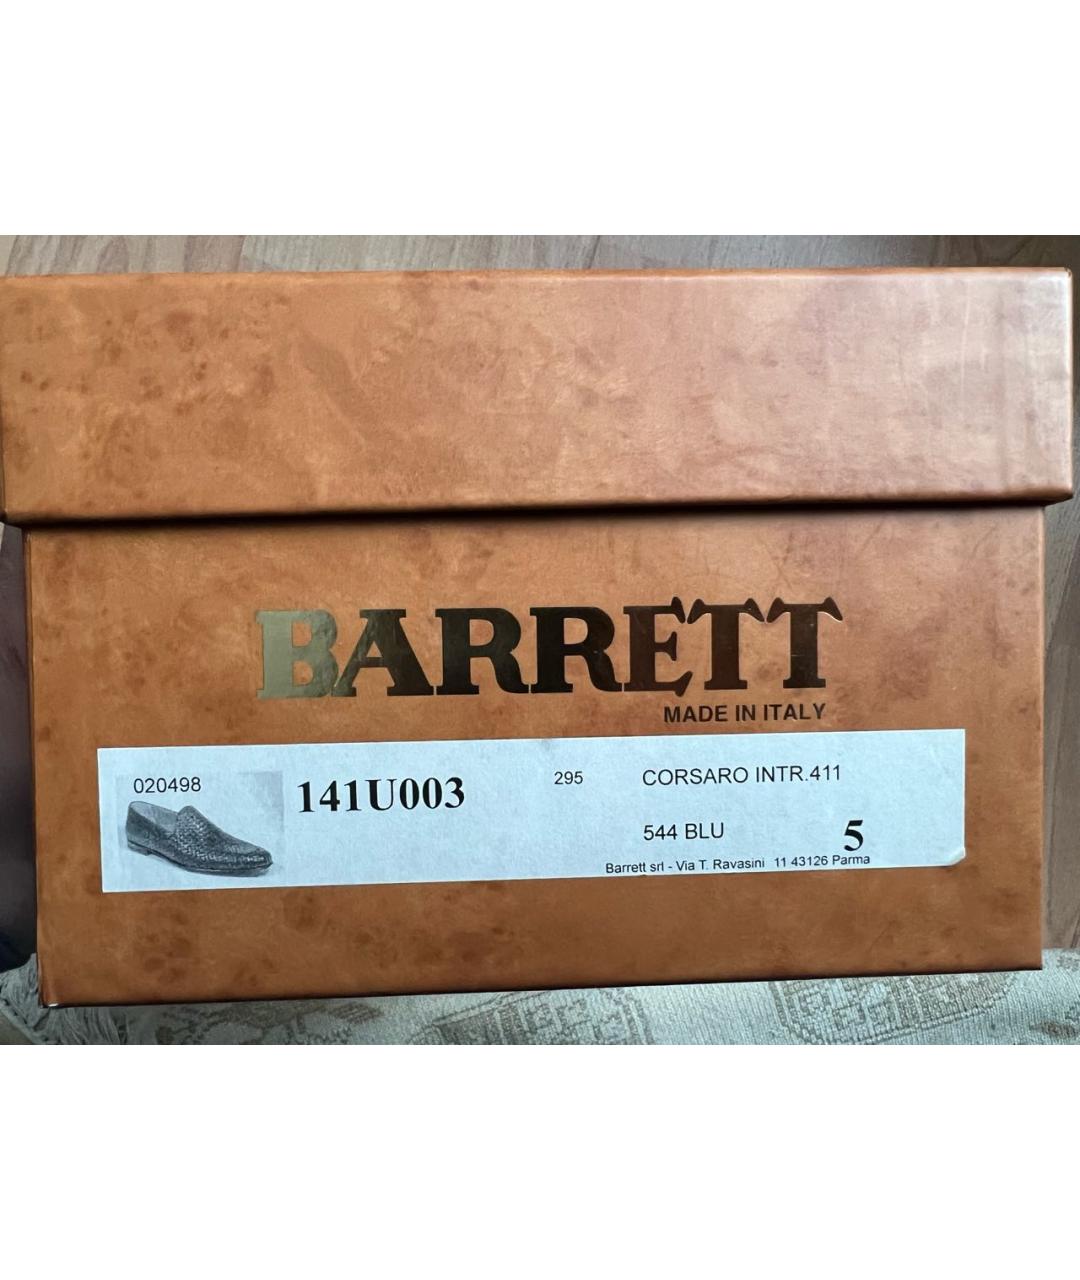 BARRETT
MADE IN ITALY
020498
141U003
295
CORSARO INTR.411
544 BLU
5
Barrett srl - Via T. Ravasini 11 43126 Parma